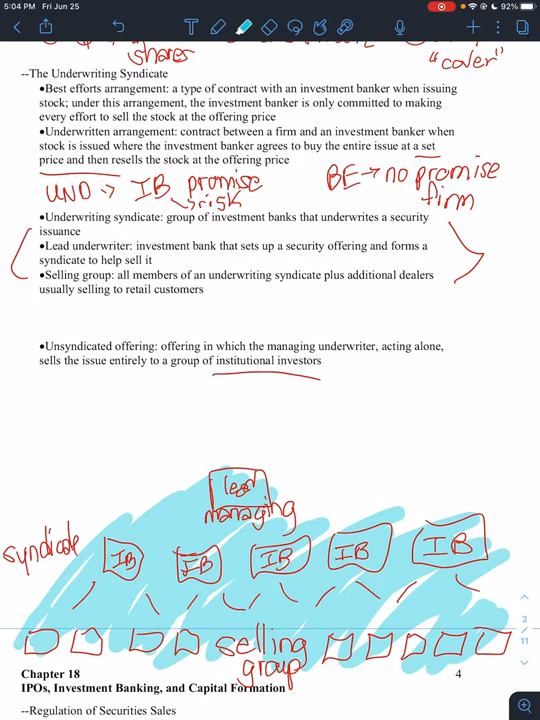 5:04 PM Fri Jun 25
92%
shares
"cover"
--The Underwriting Syndicate
•Best efforts arrangement: a type of contract with an investment banker when issuing
stock; under this arrangement, the investment banker is only committed to making
every effort to sell the stock at the offering price
•Underwritten arrangement: contract between a firm and an investment banker when
stock is issued where the investment banker agrees to buy the entire issue at a set
price and then resells the stock at the offering price
UND → IB promise
↳ risk
BE → no promise
firm
•Underwriting syndicate: group of investment banks that underwrites a security
issuance
•Lead underwriter: investment bank that sets up a security offering and forms a
syndicate to help sell it
•Selling group: all members of an underwriting syndicate plus additional dealers
usually selling to retail customers
•Unsyndicated offering: offering in which the managing underwriter, acting alone,
sells the issue entirely to a group of institutional investors
lead
managing
syndicate
IB IB IB IB IB
selling
group
3
11
Chapter 18 4
IPOs, Investment Banking, and Capital Formation
--Regulation of Securities Sales